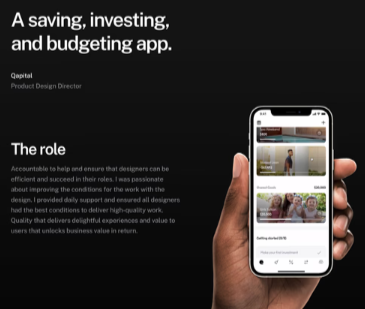 A saving, investing,
and budgeting app.
Qapital
Product Design Director
The role
Accountable to help and ensure that designers can be
efficient and succeed in their roles. I was passionate
about improving the conditions for the work with the
design. I provided daily support and ensured all designers
had the best conditions to deliver high-quality work.
Quality that delivers delightful experiences and value to
users that unlocks business value in return.